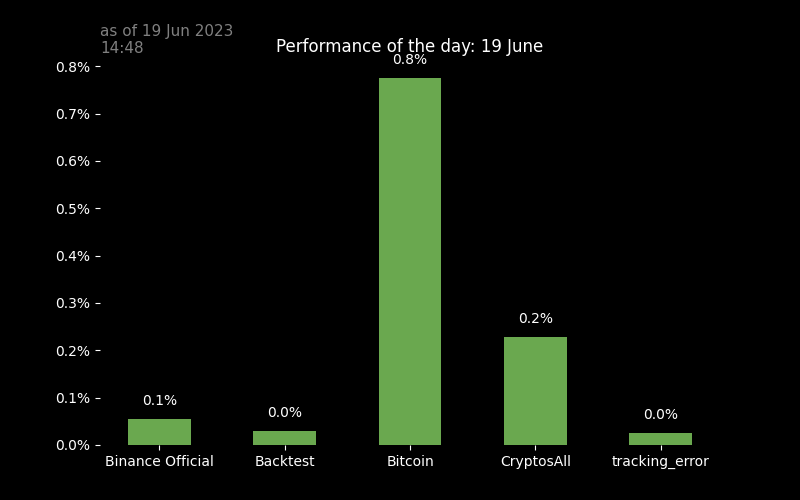 as of 19 Jun 2023
14:48
Performance of the day: 19 June
0.8%
0.7%
0.6%
0.5%
0.4%
0.3%
0.2%
0.1%
0.0%
0.1%
0.0%
0.8%
0.2%
0.0%
Binance Official
Backtest
Bitcoin
CryptosAll
tracking_error